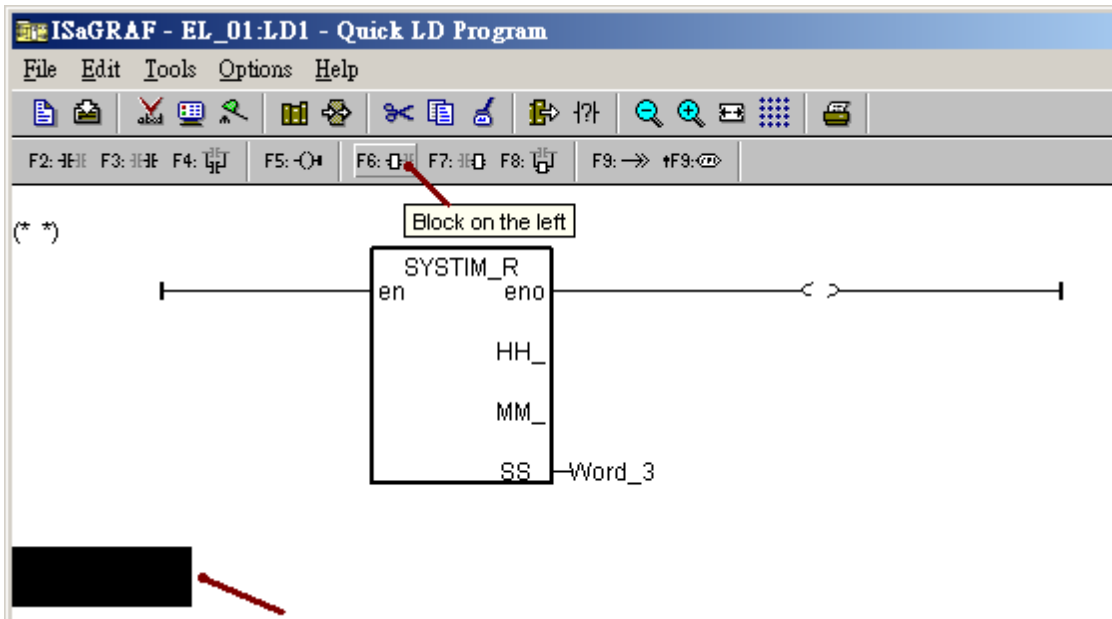 ISaGRAF - EL_01:LD1 - Quick LD Program
File Edit Tools Options Help
F2: F3: F4: F5: F6: F7: F8: F9: F9:
Block on the left
(* *)
SYSTIM_R
en eno
HH_
MM_
SS_ Word_3